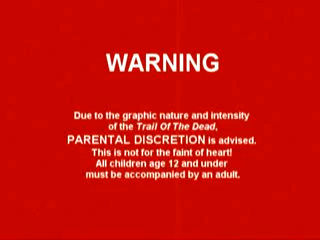 WARNING
Due to the graphic nature and intensity
of the Trail Of The Dead,
PARENTAL DISCRETION is advised.
This is not for the faint of heart!
All children age 12 and under
must be accompanied by an adult.